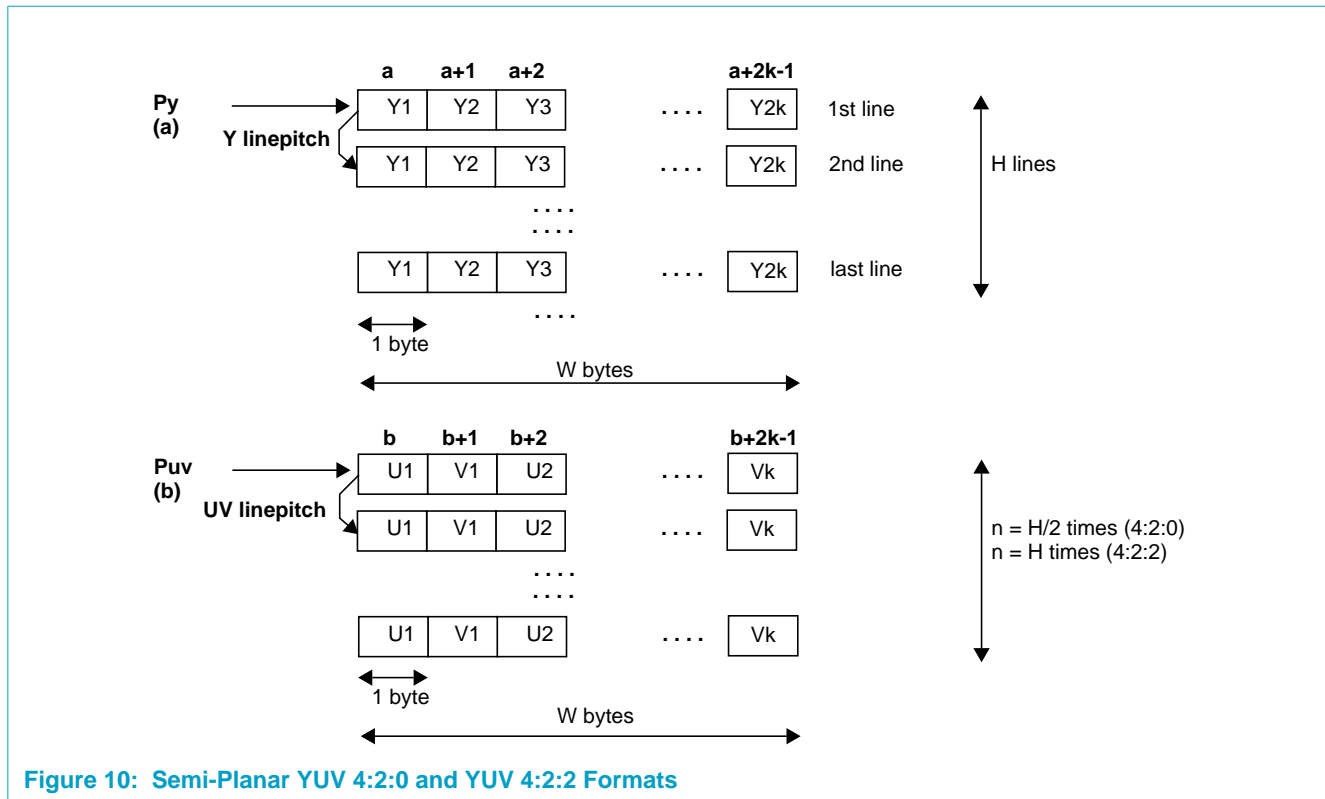 a a+1 a+2 a+2k-1
Py
(a)
Y1 Y2 Y3 .... Y2k 1st line
Y linepitch
Y1 Y2 Y3 .... Y2k 2nd line
H lines
....
....
Y1 Y2 Y3 .... Y2k last line
....
1 byte
W bytes
b b+1 b+2 b+2k-1
Puv
(b)
U1 V1 U2 .... Vk
UV linepitch
U1 V1 U2 .... Vk
n = H/2 times (4:2:0)
n = H times (4:2:2)
....
....
U1 V1 U2 .... Vk
1 byte
W bytes
Figure 10: Semi-Planar YUV 4:2:0 and YUV 4:2:2 Formats